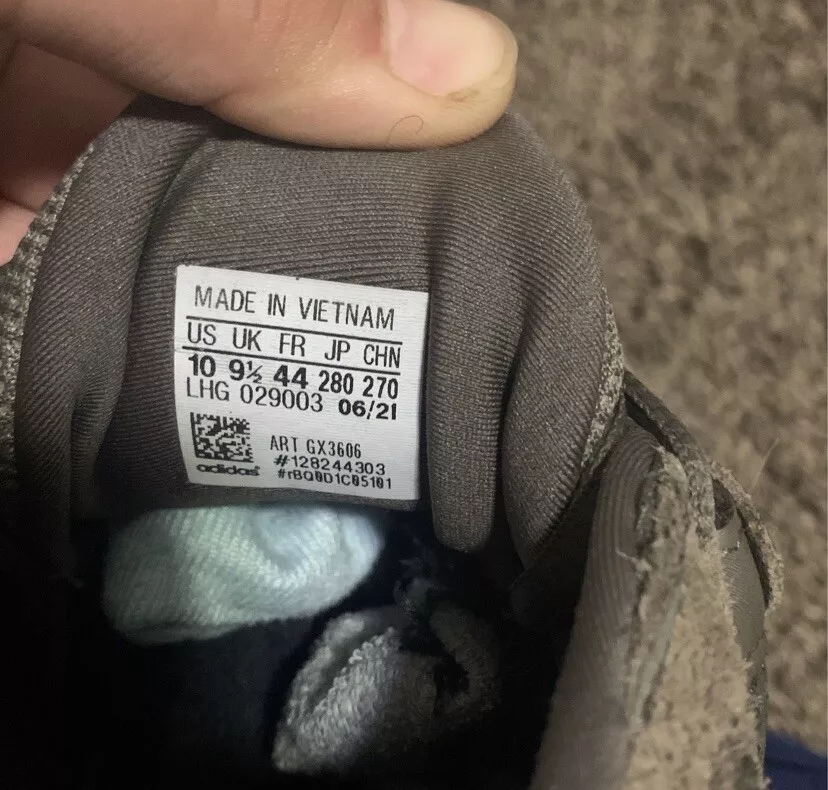 MADE IN VIETNAM
US UK FR JP CHN
10 9½ 44 280 270
LHG 029003 06/21
ART GX3606
#128244303
adidas #rBQ0D1C05101